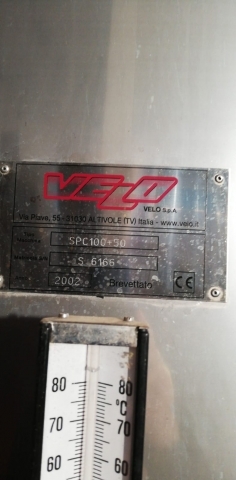 VELO
VELO S.p.A
Via Piave, 55 - 31030 ALTIVOLE (TV) Italia - www.velo.it
SPC100+50
S 6166
2002 Brevettato CE
80 80
°C
70 70
60 60